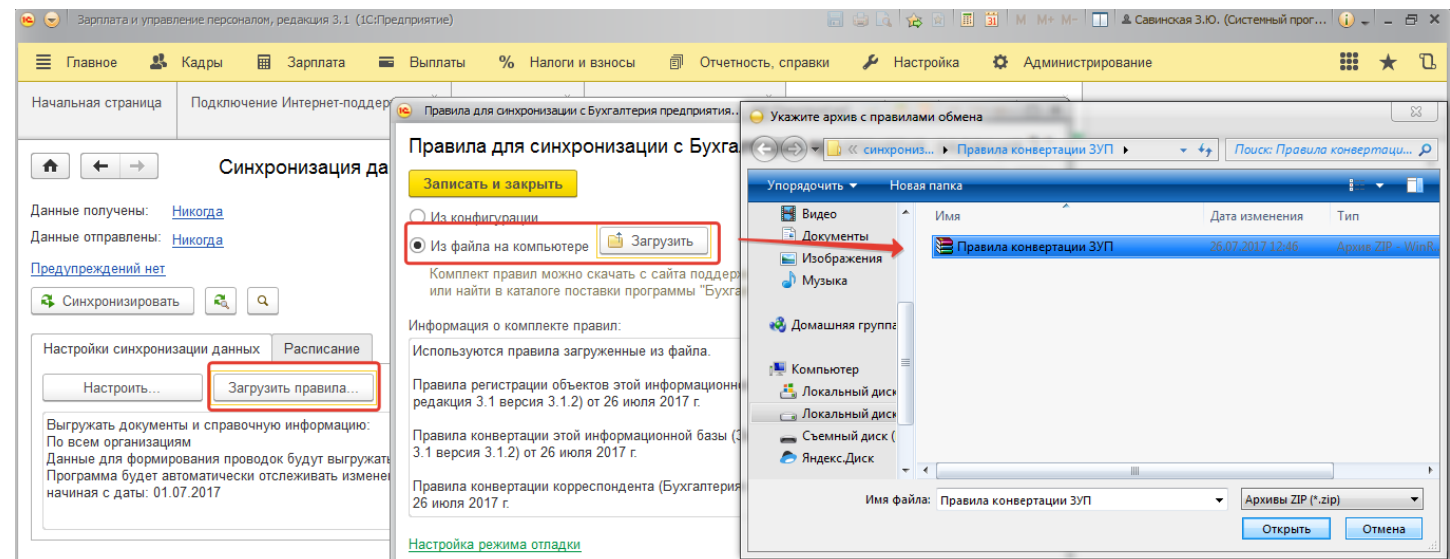 Зарплата и управление персоналом, редакция 3.1 (1С:Предприятие)
M M+ M- Савинская З.Ю. (Системный прог...
Главное Кадры Зарплата Выплаты % Налоги и взносы Отчетность, справки Настройка Администрирование
Начальная страница
Подключение Интернет-поддер
Синхронизация да
Данные получены: Никогда
Данные отправлены: Никогда
Предупреждений нет
Синхронизировать
Настройки синхронизации данных Расписание
Настроить... Загрузить правила...
Выгружать документы и справочную информацию:
По всем организациям
Данные для формирования проводок будут выгружать
Программа будет автоматически отслеживать измене
начиная с даты: 01.07.2017
Правила для синхронизации с Бухгалтерия предприятия...
Правила для синхронизации с Бухга
Записать и закрыть
Из конфигурации
Из файла на компьютере Загрузить
Комплект правил можно скачать с сайта поддер
или найти в каталоге поставки программы "Бухга
Информация о комплекте правил:
Используются правила загруженные из файла.
Правила регистрации объектов этой информационн
редакция 3.1 версия 3.1.2) от 26 июля 2017 г.
Правила конвертации этой информационной базы (З
3.1 версия 3.1.2) от 26 июля 2017 г.
Правила конвертации корреспондента (Бухгалтерия
26 июля 2017 г.
Настройка режима отладки
Укажите архив с правилами обмена
« синхрониз... Правила конвертации ЗУП Поиск: Правила конвертаци...
Упорядочить Новая папка
Имя Дата изменения Тип
Правила конвертации ЗУП 26.07.2017 12:46 Архив ZIP - WinR
Видео
Документы
Изображения
Музыка
Домашняя группа
Компьютер
Локальный диск
Локальный диск
Съемный диск (
Яндекс.Диск
Имя файла: Правила конвертации ЗУП Архивы ZIP (*.zip)
Открыть Отмена